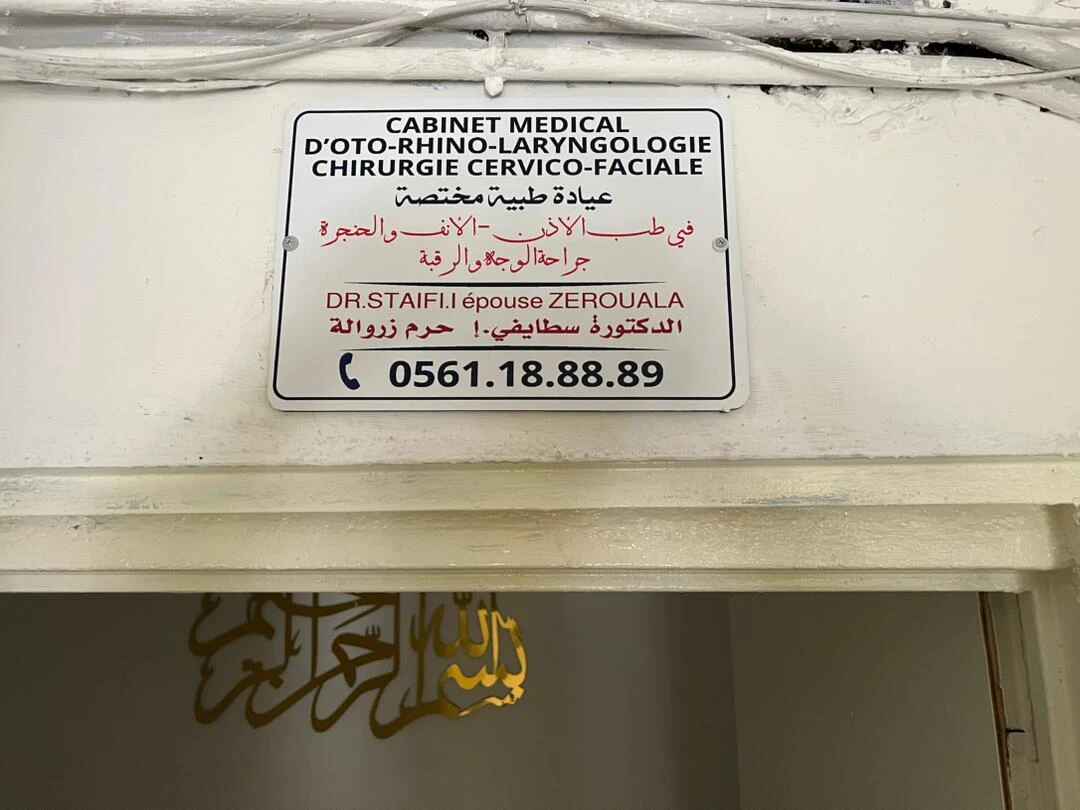 CABINET MEDICAL
D'OTO-RHINO-LARYNGOLOGIE
CHIRURGIE CERVICO-FACIALE
عيادة طبية مختصة
في طب الاذن - الانف والحنجرة
جراحة الوجه والرقبة
DR.STAIFI.I épouse ZEROUALA
الدكتورة سطايفي.إ حرم زروالة
0561.18.88.89
بسم الله الرحمن الرحيم